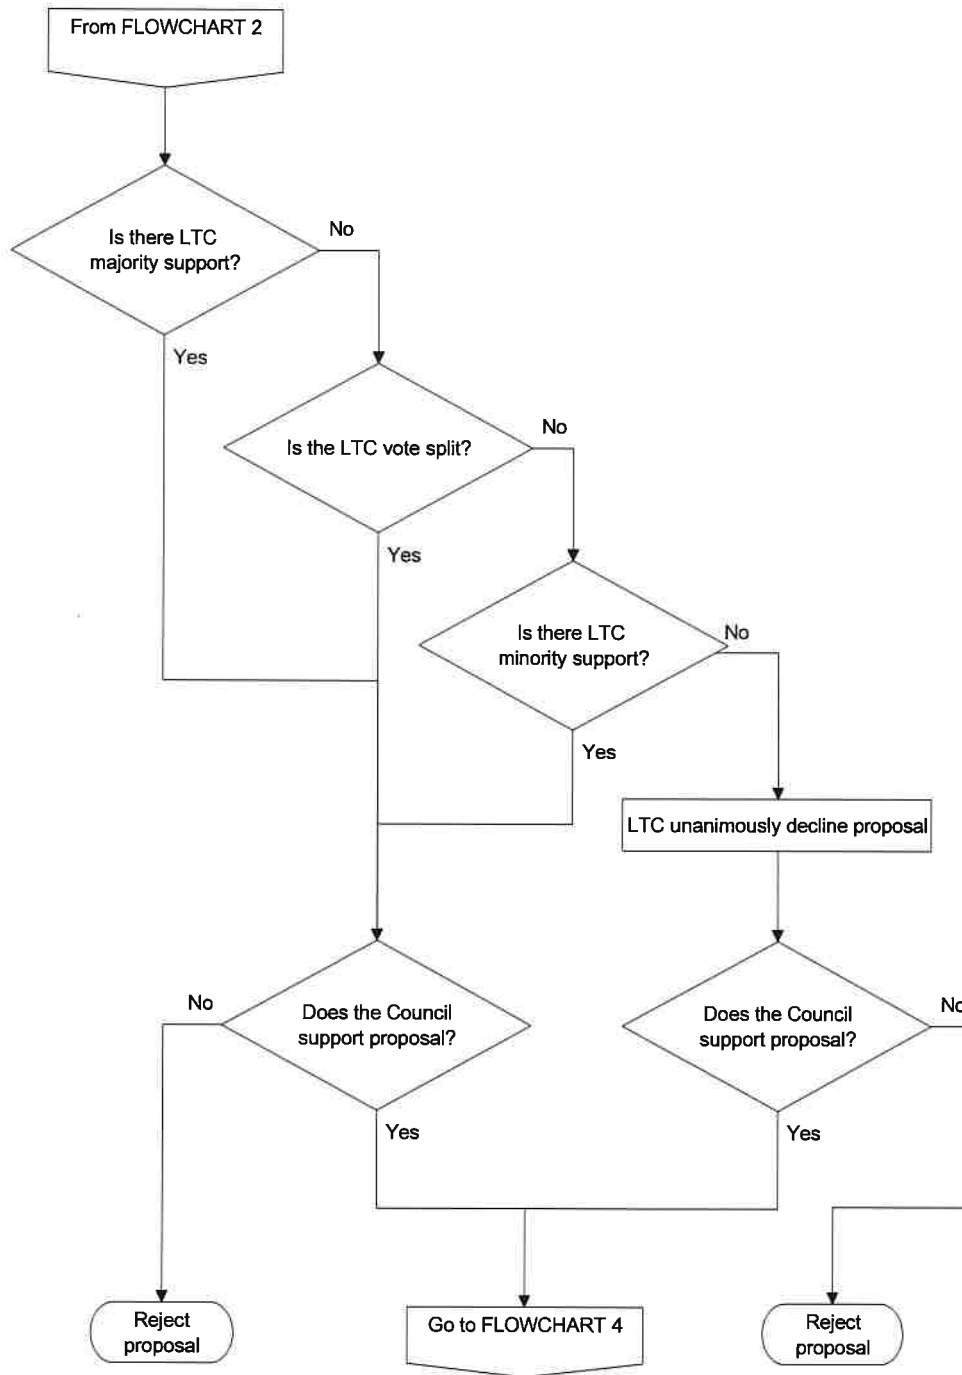 From FLOWCHART 2
Is there LTC
majority support?
No
Yes
Is the LTC vote split?
No
Yes
Is there LTC
minority support?
No
Yes
LTC unanimously decline proposal
Does the Council
support proposal?
No
Yes
Does the Council
support proposal?
No
Yes
Reject
proposal
Go to FLOWCHART 4
Reject
proposal